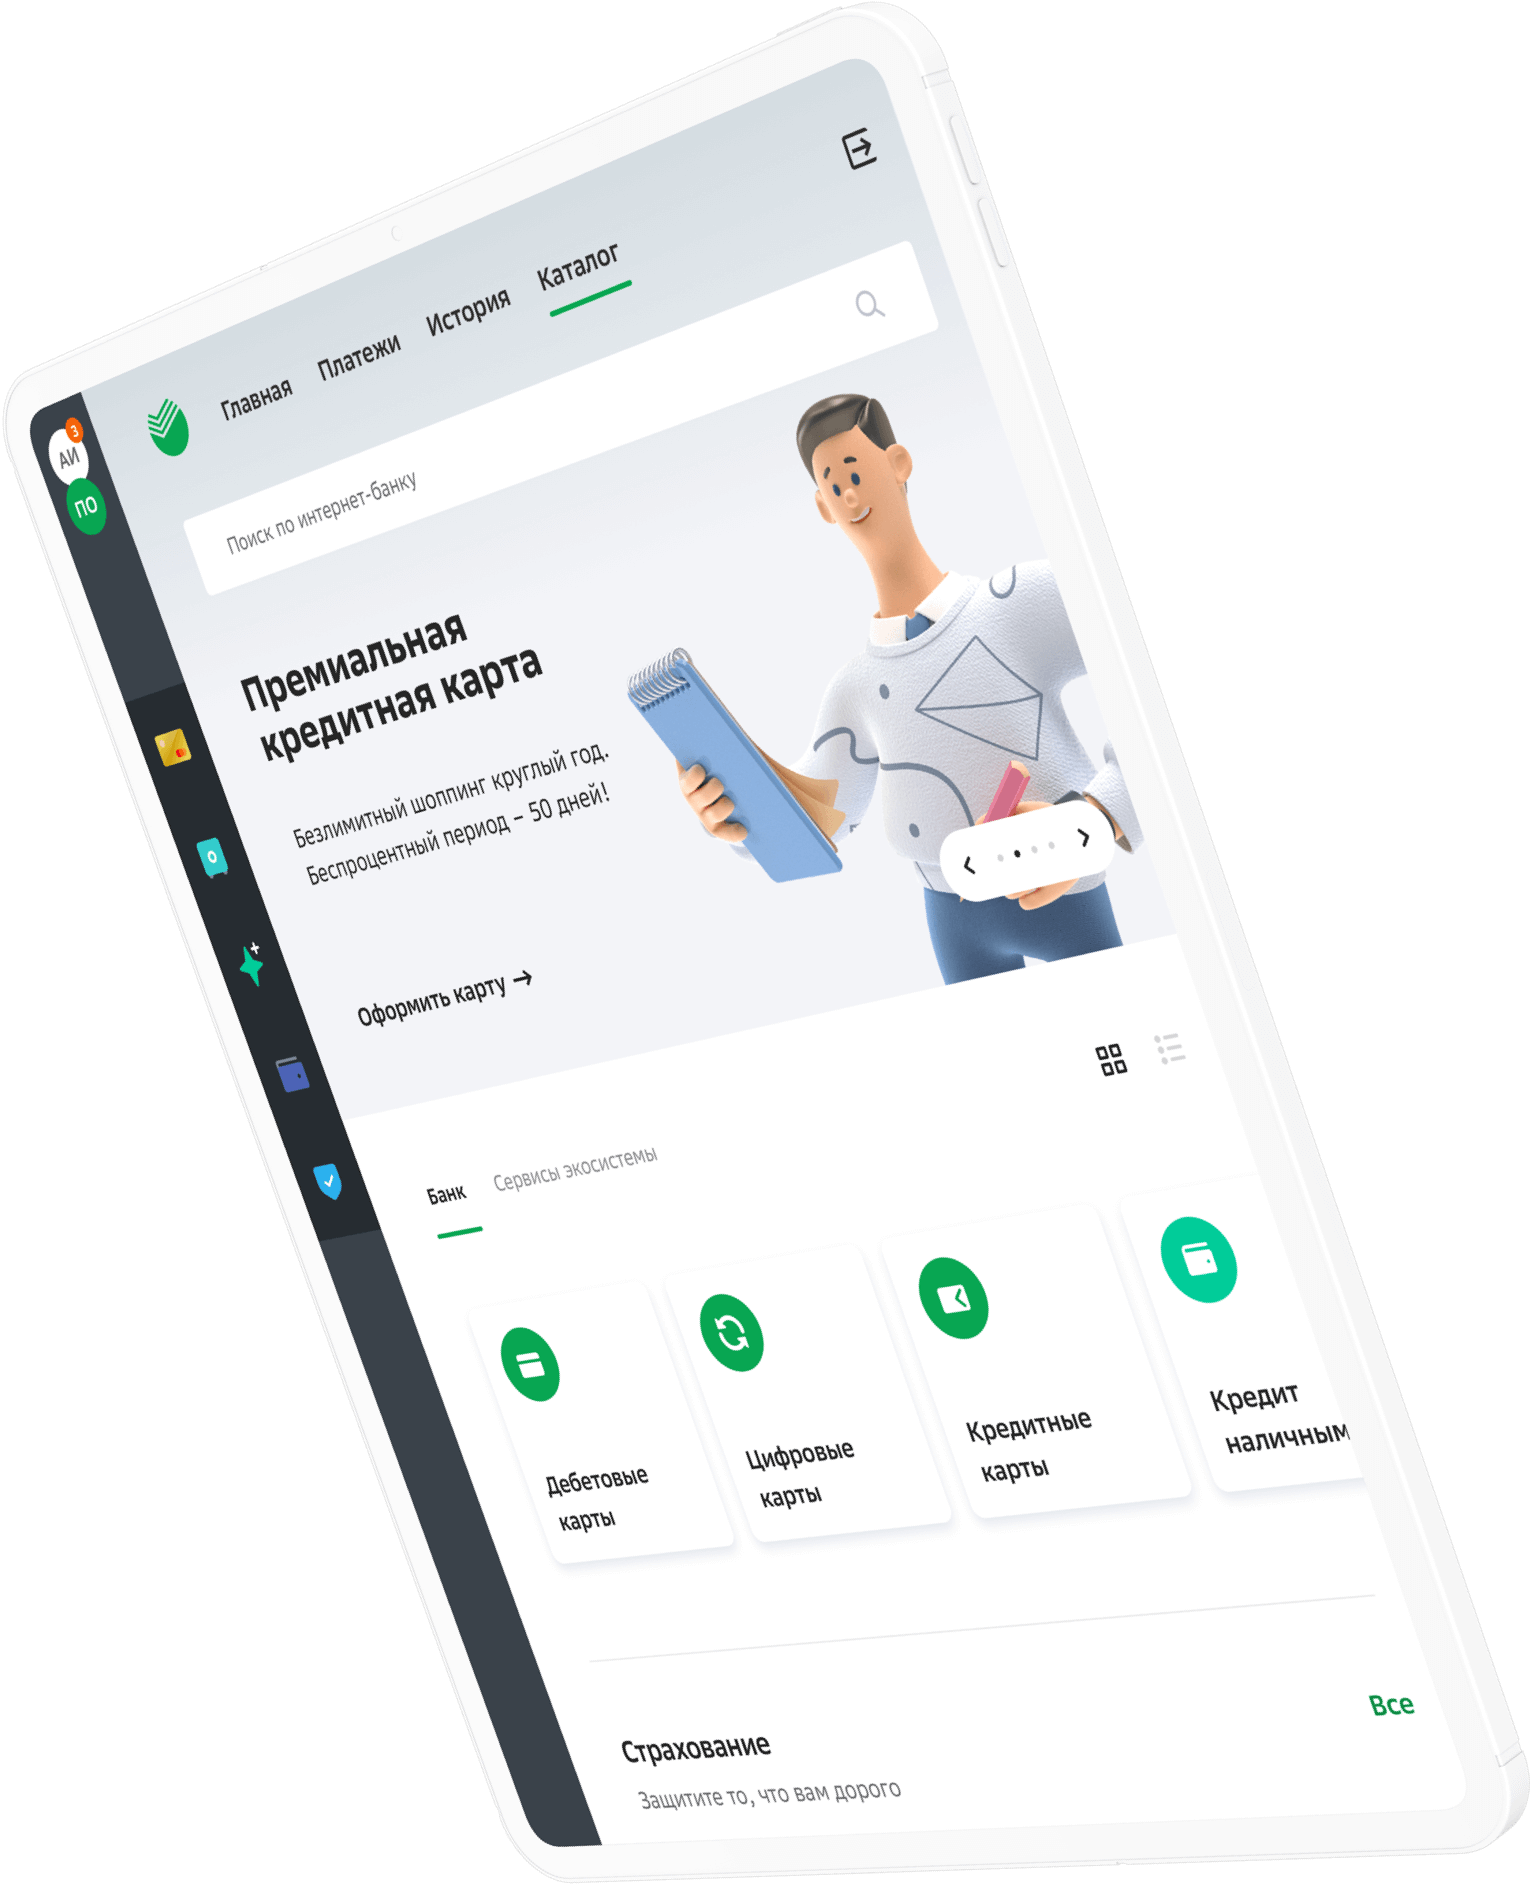 3
АИ
ПО
Главная
Платежи
История
Каталог
Поиск по интернет-банку
Премиальная
кредитная карта
Безлимитный шоппинг круглый год.
Беспроцентный период – 50 дней!
Оформить карту →
Банк
Сервисы экосистемы
Дебетовые
карты
Цифровые
карты
Кредитные
карты
Кредит
наличным
Страхование
Все
Защитите то, что вам дорого